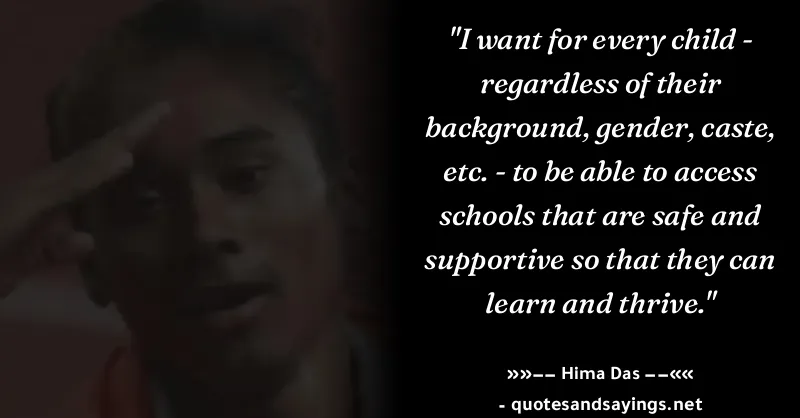 "I want for every child -
regardless of their
background, gender, caste,
etc. - to be able to access
schools that are safe and
supportive so that they can
learn and thrive."
»»−− Hima Das −−««
- quotesandsayings.net